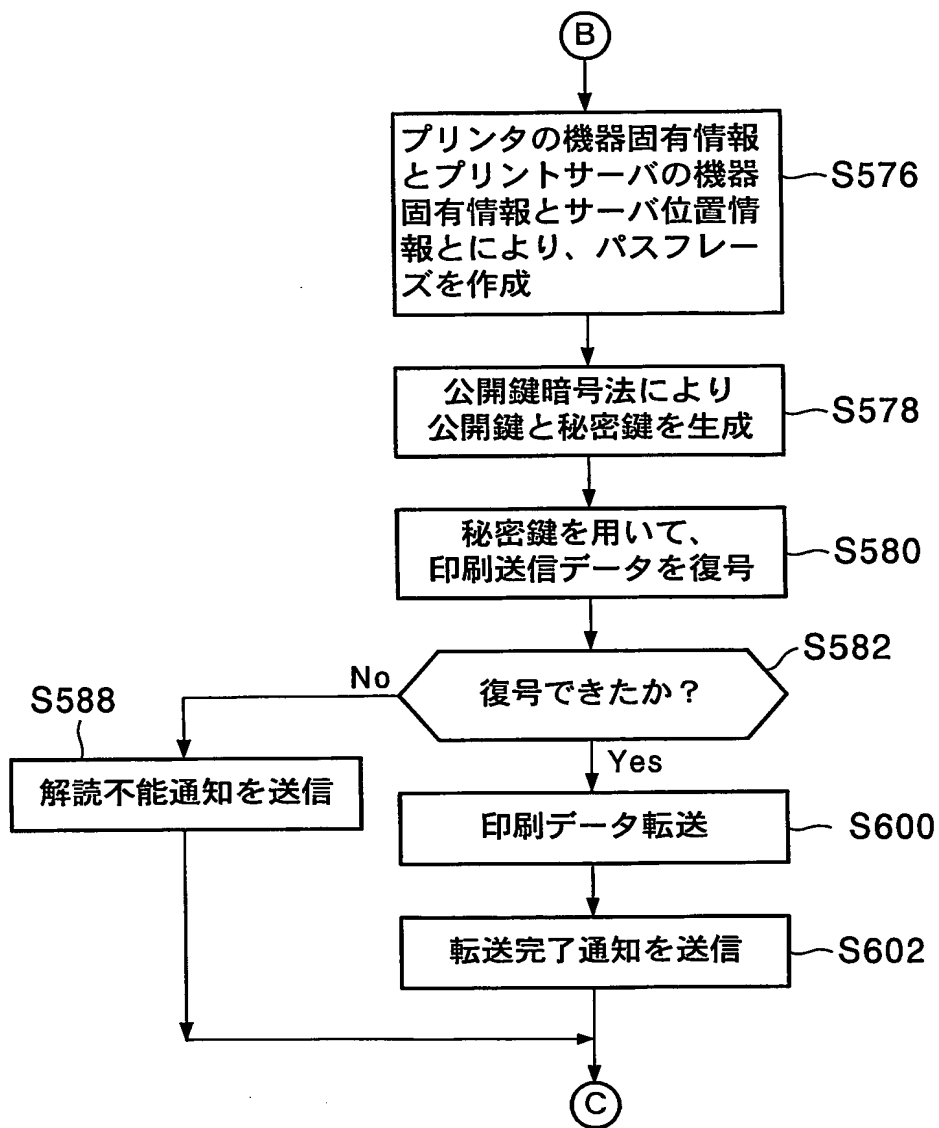 B
プリンタの機器固有情報
とプリントサーバの機器
固有情報とサーバ位置情
報とにより、パスフレー
ズを作成
S576
公開鍵暗号法により
公開鍵と秘密鍵を生成
S578
秘密鍵を用いて、
印刷送信データを復号
S580
S582
復号できたか？
No
Yes
S588
解読不能通知を送信
印刷データ転送
S600
転送完了通知を送信
S602
C